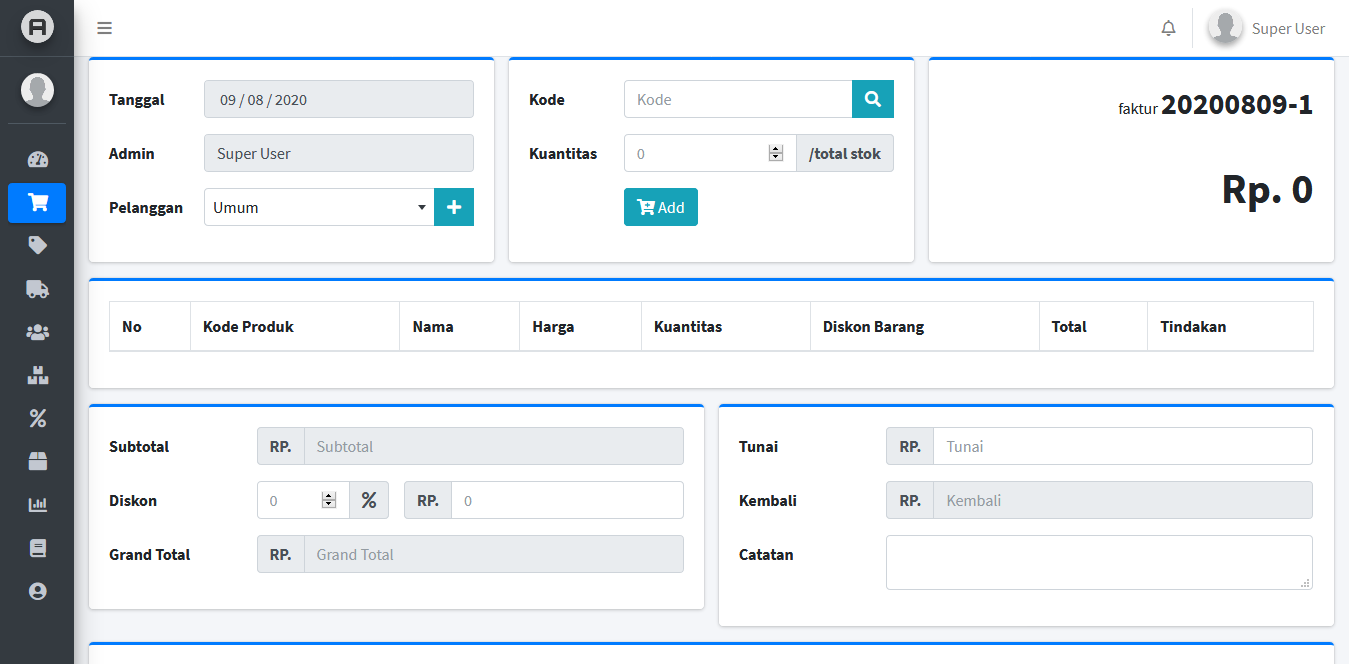 Super User
Tanggal 09 / 08 / 2020
Admin Super User
Pelanggan Umum
Kode Kode
Kuantitas 0 /total stok
Add
faktur 20200809-1
Rp. 0
No Kode Produk Nama Harga Kuantitas Diskon Barang Total Tindakan
Subtotal RP. Subtotal
Diskon 0 % RP. 0
Grand Total RP. Grand Total
Tunai RP. Tunai
Kembali RP. Kembali
Catatan